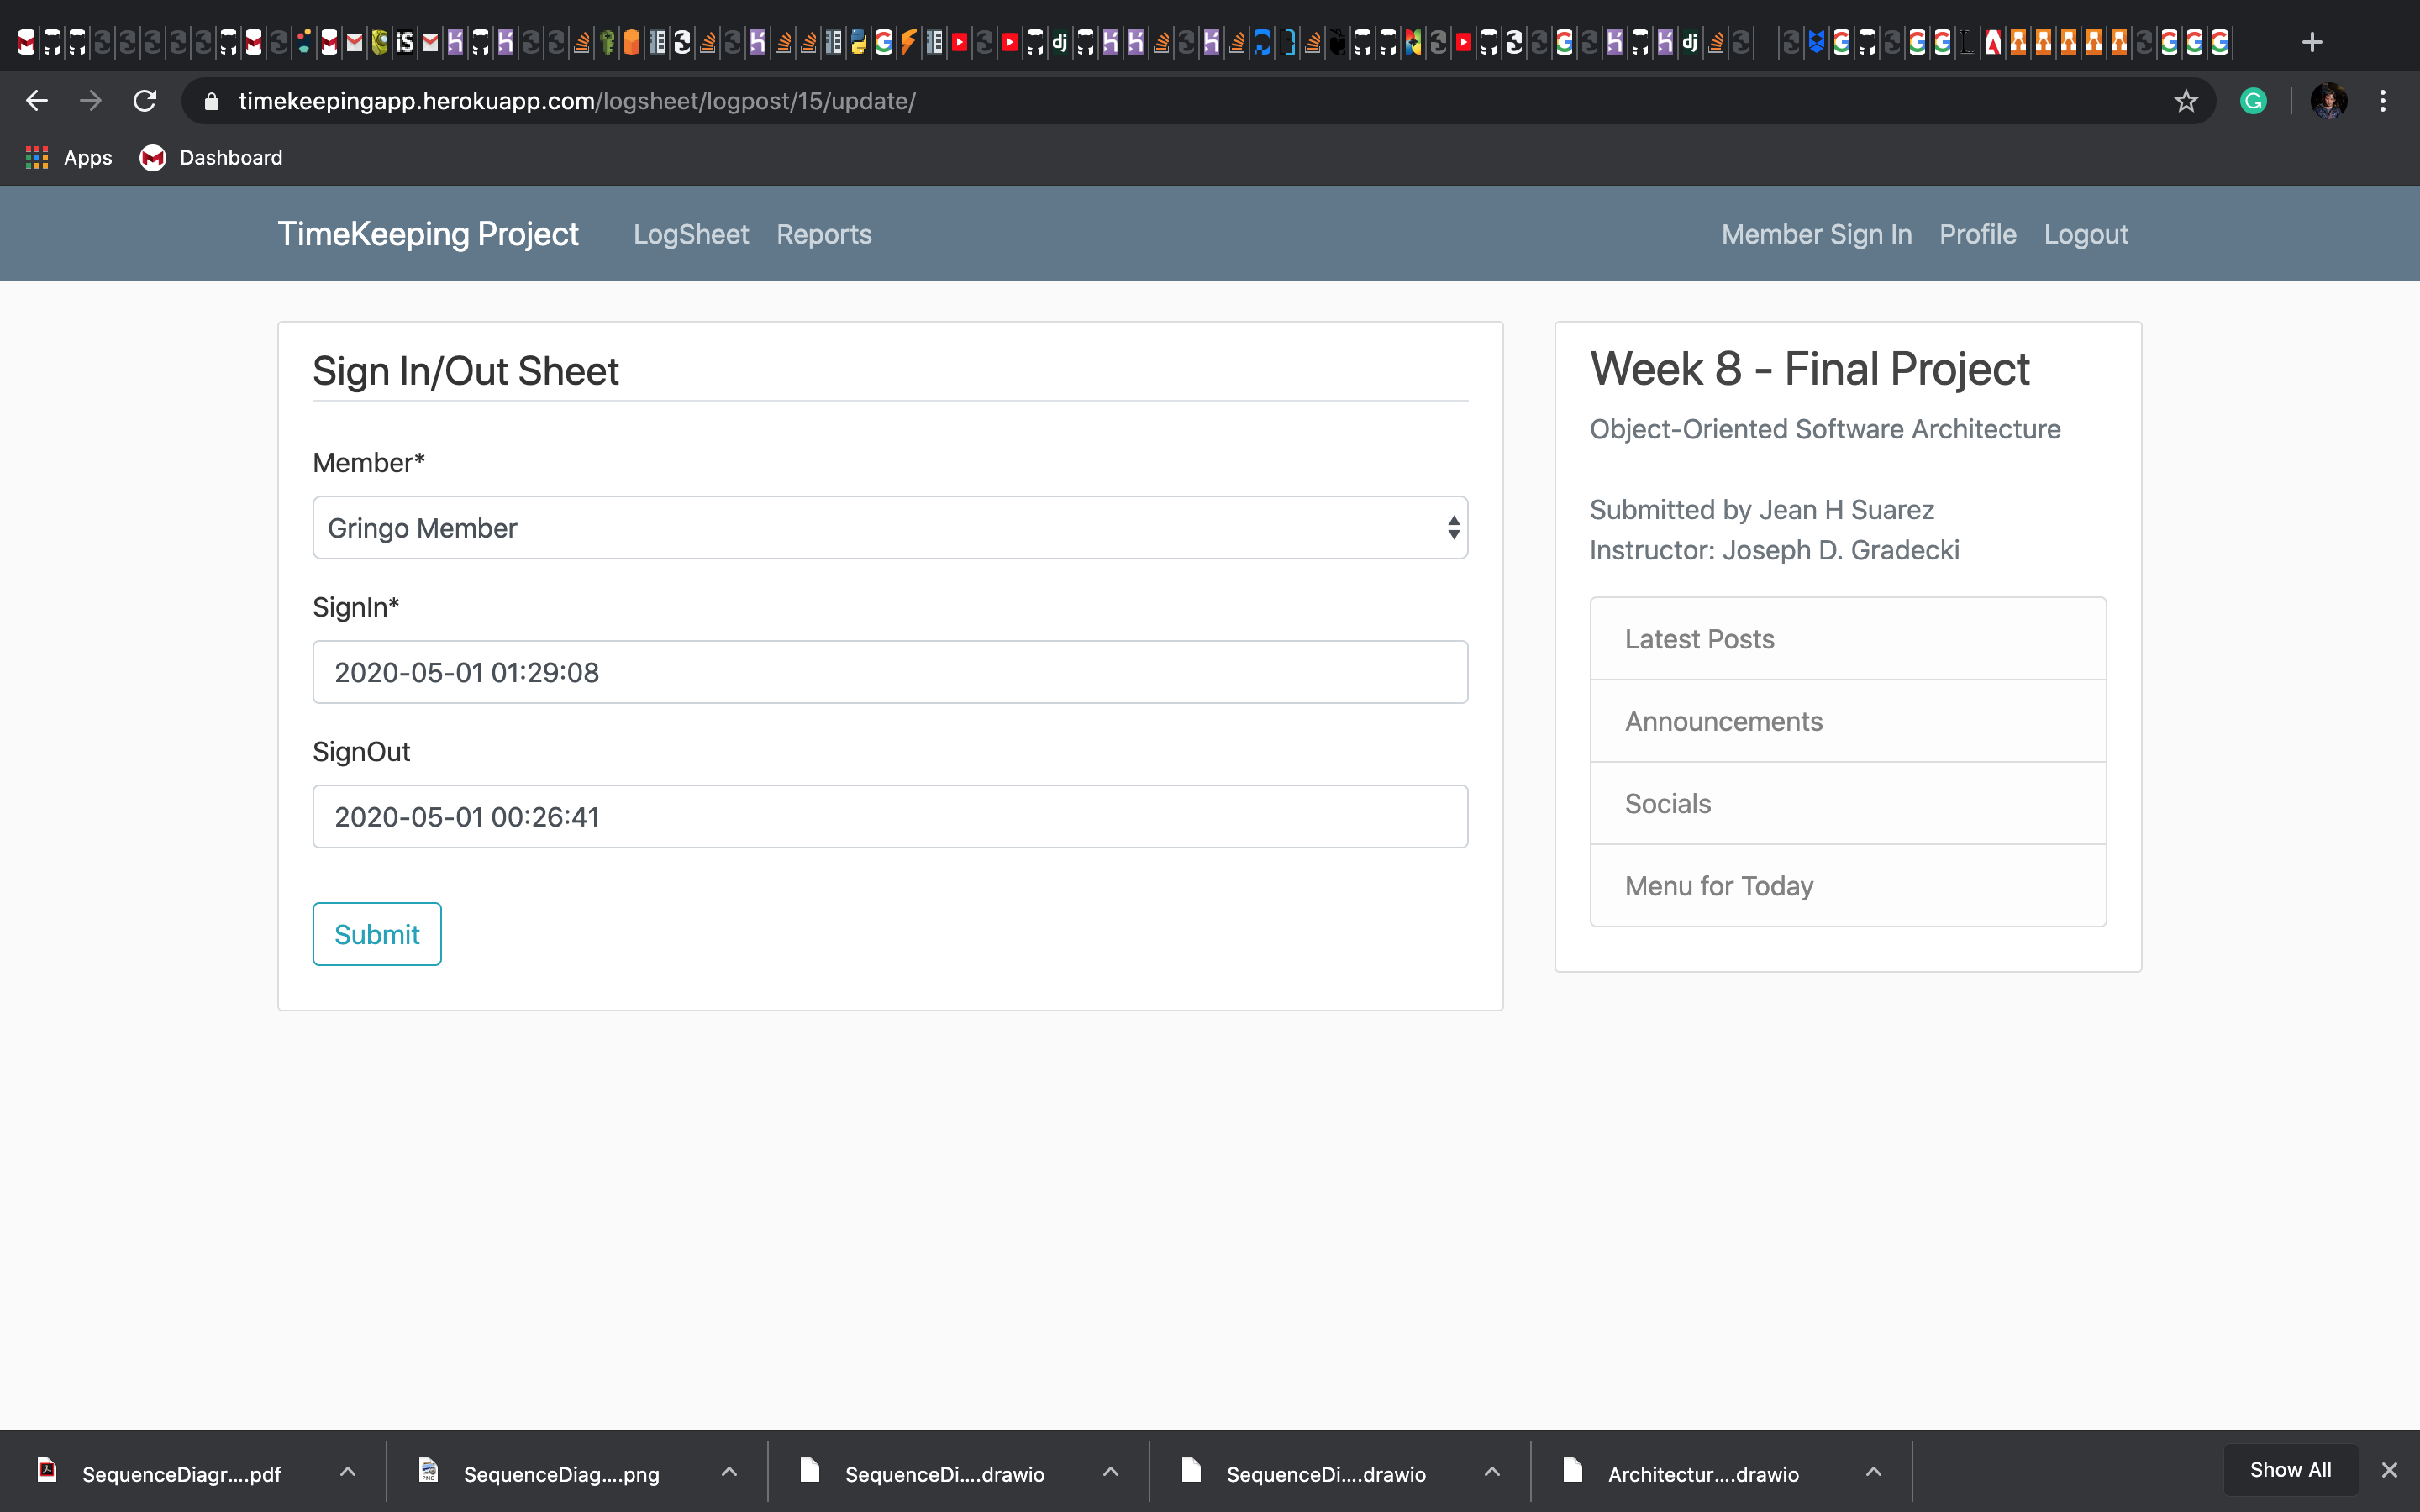 timekeepingapp.herokuapp.com/logsheet/logpost/15/update/
Apps Dashboard
TimeKeeping Project LogSheet Reports Member Sign In Profile Logout
Sign In/Out Sheet
Member*
Gringo Member
SignIn*
2020-05-01 01:29:08
SignOut
2020-05-01 00:26:41
Submit
Week 8 - Final Project
Object-Oriented Software Architecture
Submitted by Jean H Suarez
Instructor: Joseph D. Gradecki
Latest Posts
Announcements
Socials
Menu for Today
SequenceDiagr....pdf SequenceDiag....png SequenceDi....drawio SequenceDi....drawio Architectur....drawio Show All